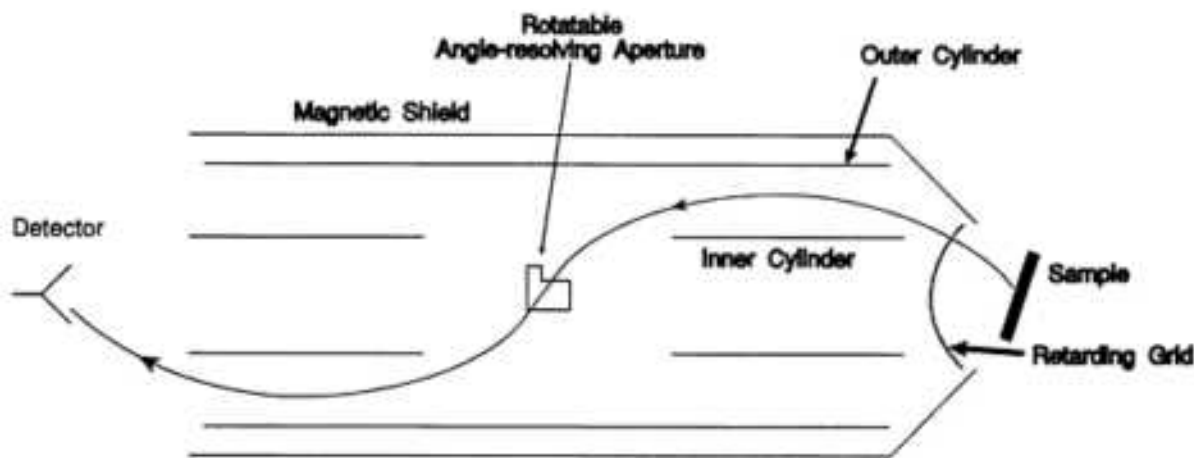 Rotatable
Angle-resolving Aperture
Outer Cylinder
Magnetic Shield
Detector
Inner Cylinder
Sample
Retarding Grid